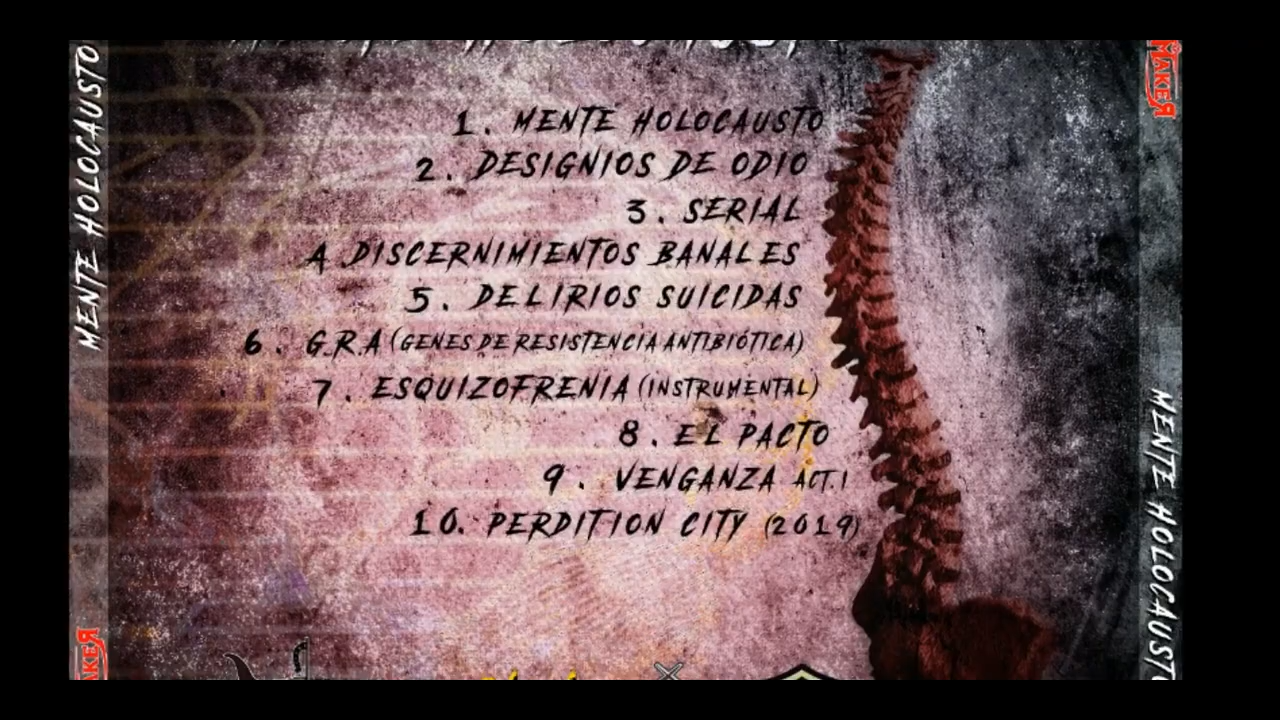 MENTE HOLOCAUSTO
1. MENTE HOLOCAUSTO
2. DESIGNIOS DE ODIO
3. SERIAL
4 DISCERNIMIENTOS BANALES
5. DELIRIOS SUICIDAS
6. G.R.A (GENES DE RESISTENCIA ANTIBIÓTICA)
7. ESQUIZOFRENIA (INSTRUMENTAL)
8. EL PACTO
9. VENGANZA ACT.I
10. PERDITION CITY (2019)
MAKER
MENTE HOLOCAUSTO